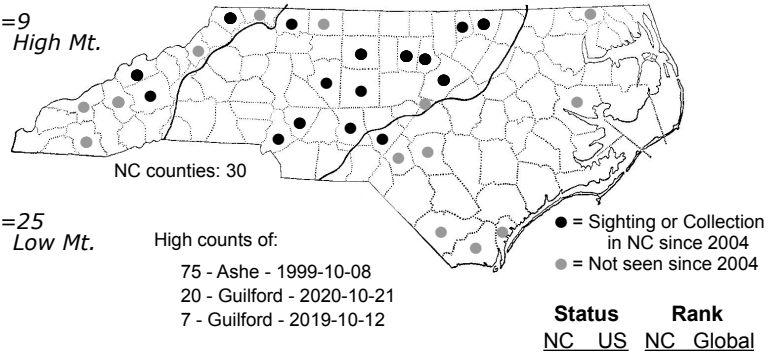 =9
High Mt.
NC counties: 30
=25
Low Mt.
High counts of:
75 - Ashe - 1999-10-08
20 - Guilford - 2020-10-21
7 - Guilford - 2019-10-12
= Sighting or Collection
in NC since 2004
= Not seen since 2004
Status Rank
NC US NC Global